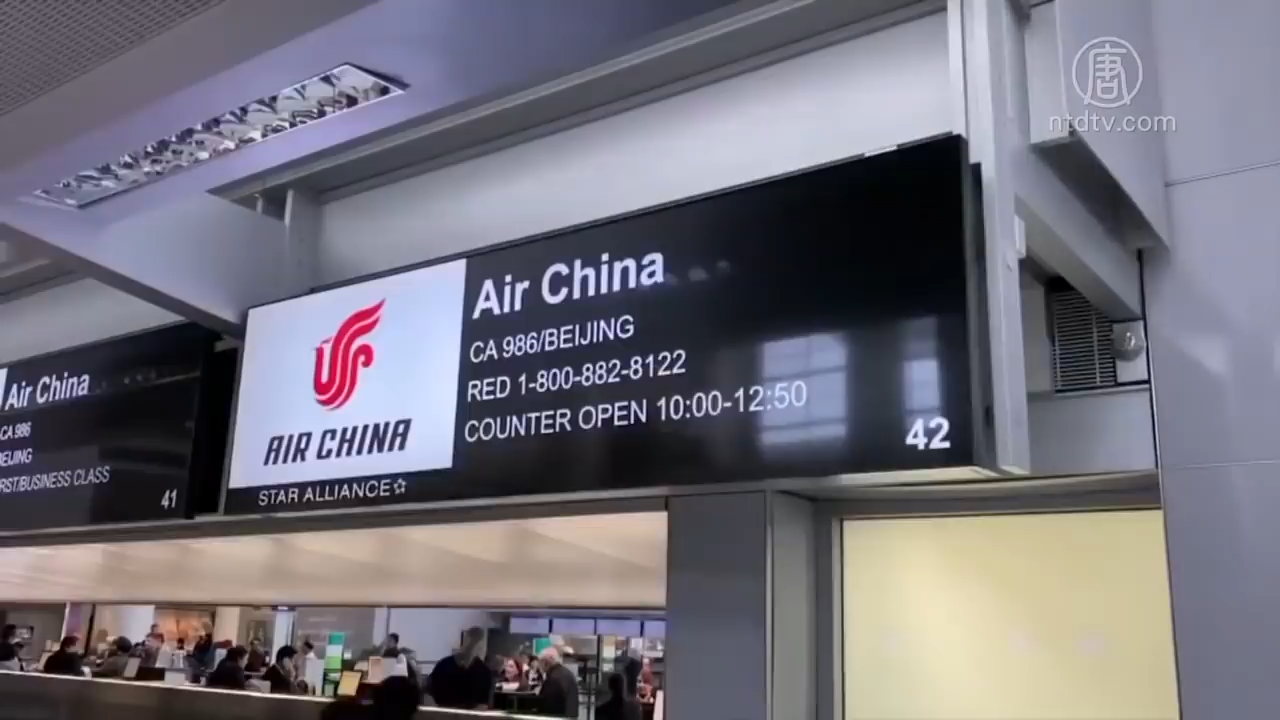 唐
ntdtv.com
Air China
CA 986
BEIJING
RST/BUSINESS CLASS
41
AIR CHINA
STAR ALLIANCE
Air China
CA 986/BEIJING
RED 1-800-882-8122
COUNTER OPEN 10:00-12:50
42